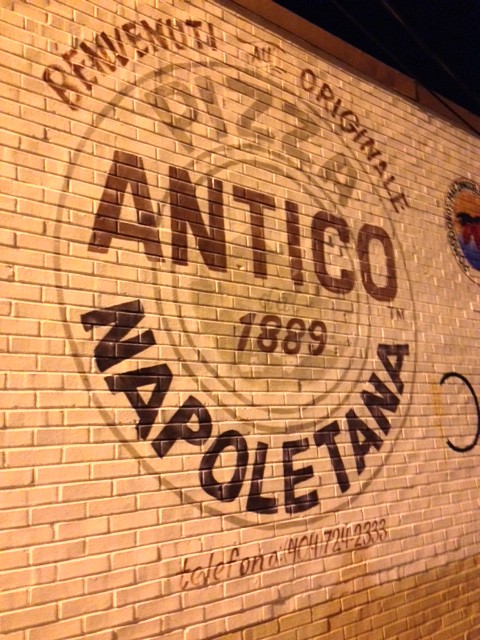 BENVENUTI ALL' ORIGINALE
PIZZA
ANTICO
TM
1889
NAPOLETANA
telefono (404) 724-2333